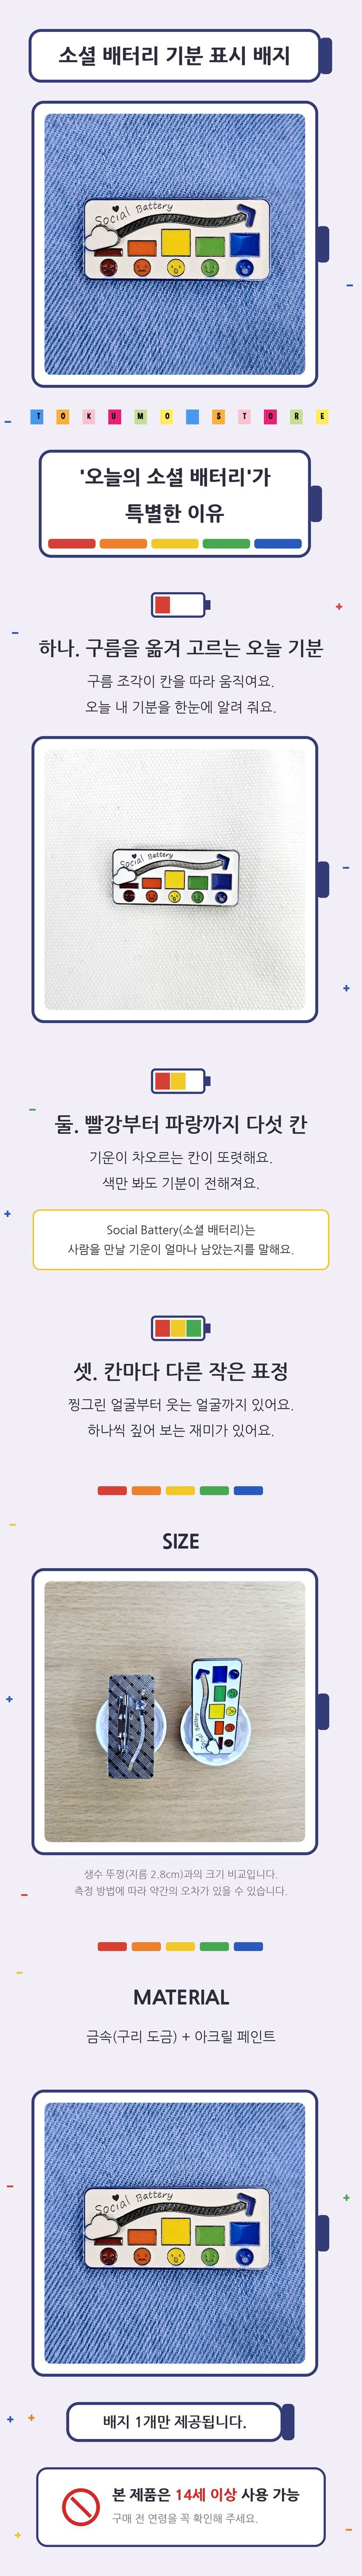 소셜 배터리 기분 표시 배지
Social Battery
TOKUMO STORE
'오늘의 소셜 배터리'가
특별한 이유
하나. 구름을 옮겨 고르는 오늘 기분
구름 조각이 칸을 따라 움직여요.
오늘 내 기분을 한눈에 알려 줘요.
Social Battery
둘. 빨강부터 파랑까지 다섯 칸
기운이 차오르는 칸이 또렷해요.
색만 봐도 기분이 전해져요.
Social Battery(소셜 배터리)는
사람을 만날 기운이 얼마나 남았는지를 말해요.
셋. 칸마다 다른 작은 표정
찡그린 얼굴부터 웃는 얼굴까지 있어요.
하나씩 짚어 보는 재미가 있어요.
SIZE
Social Battery
생수 뚜껑(지름 2.8cm)과의 크기 비교입니다.
측정 방법에 따라 약간의 오차가 있을 수 있습니다.
MATERIAL
금속(구리 도금) + 아크릴 페인트
Social Battery
배지 1개만 제공됩니다.
본 제품은 14세 이상 사용 가능
구매 전 연령을 꼭 확인해 주세요.